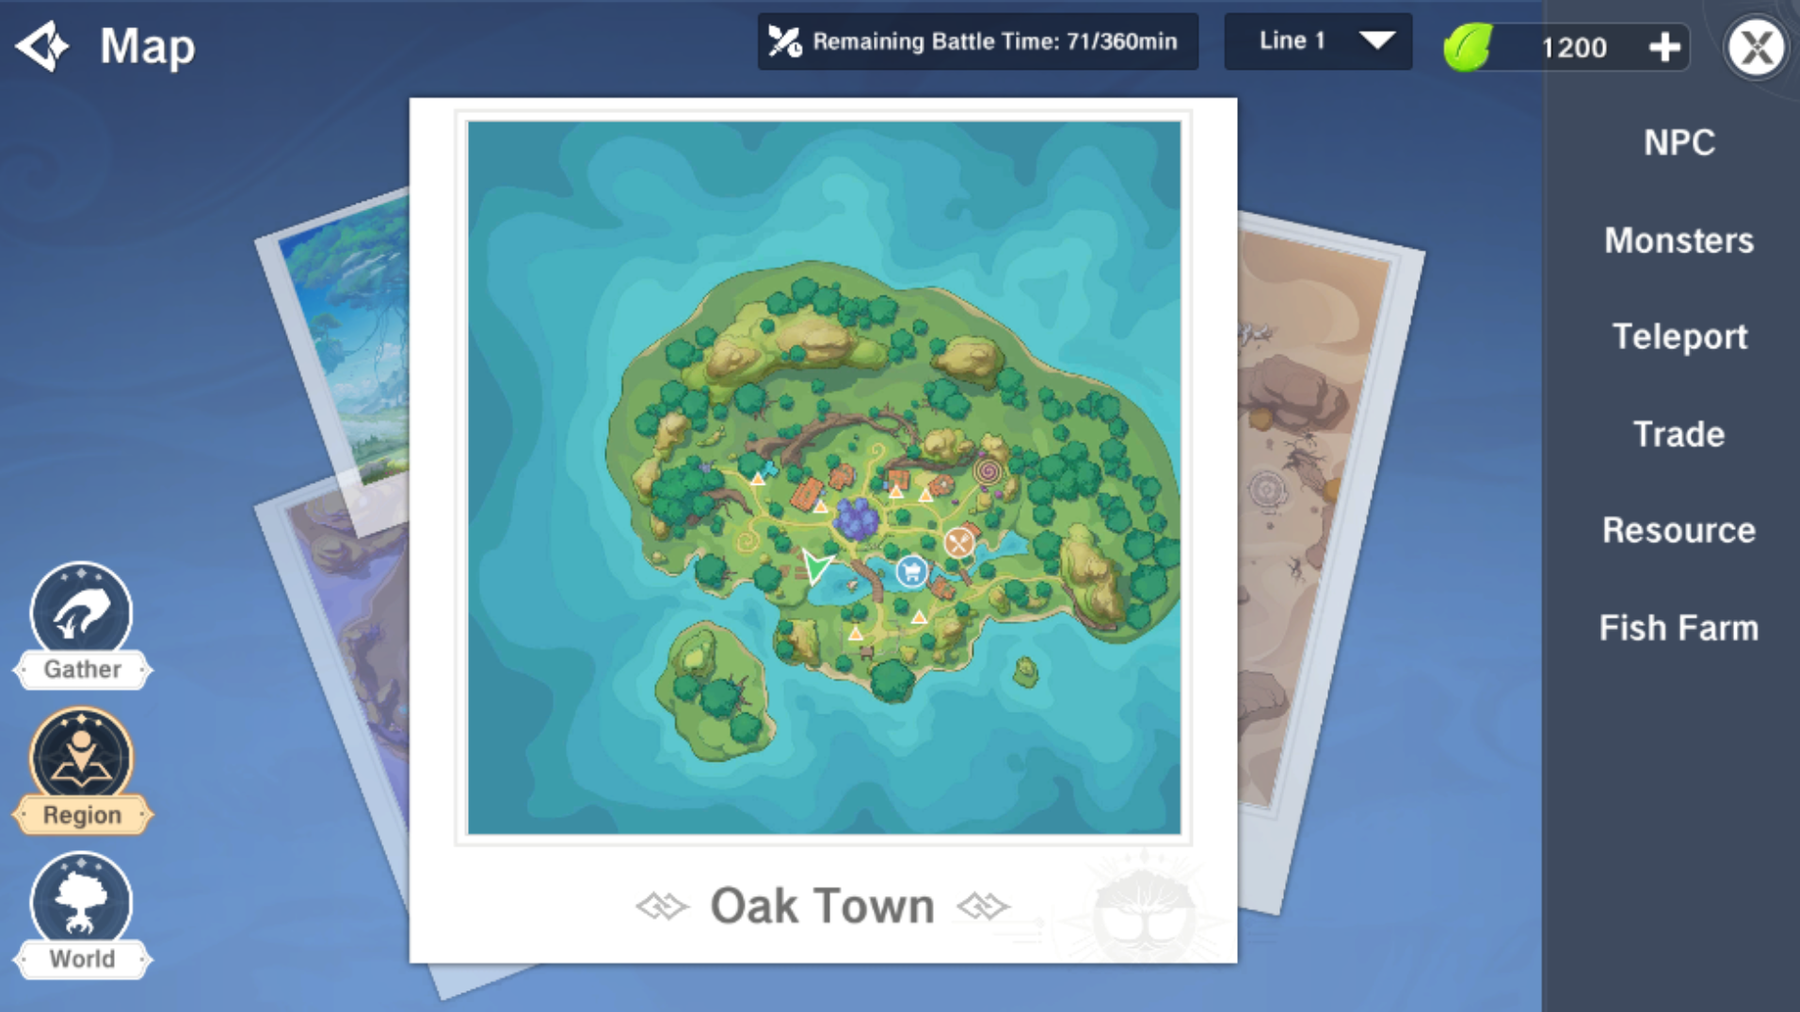 Map
Remaining Battle Time: 71/360min
Line 1
1200
NPC
Monsters
Teleport
Trade
Resource
Fish Farm
Gather
Region
World
Oak Town